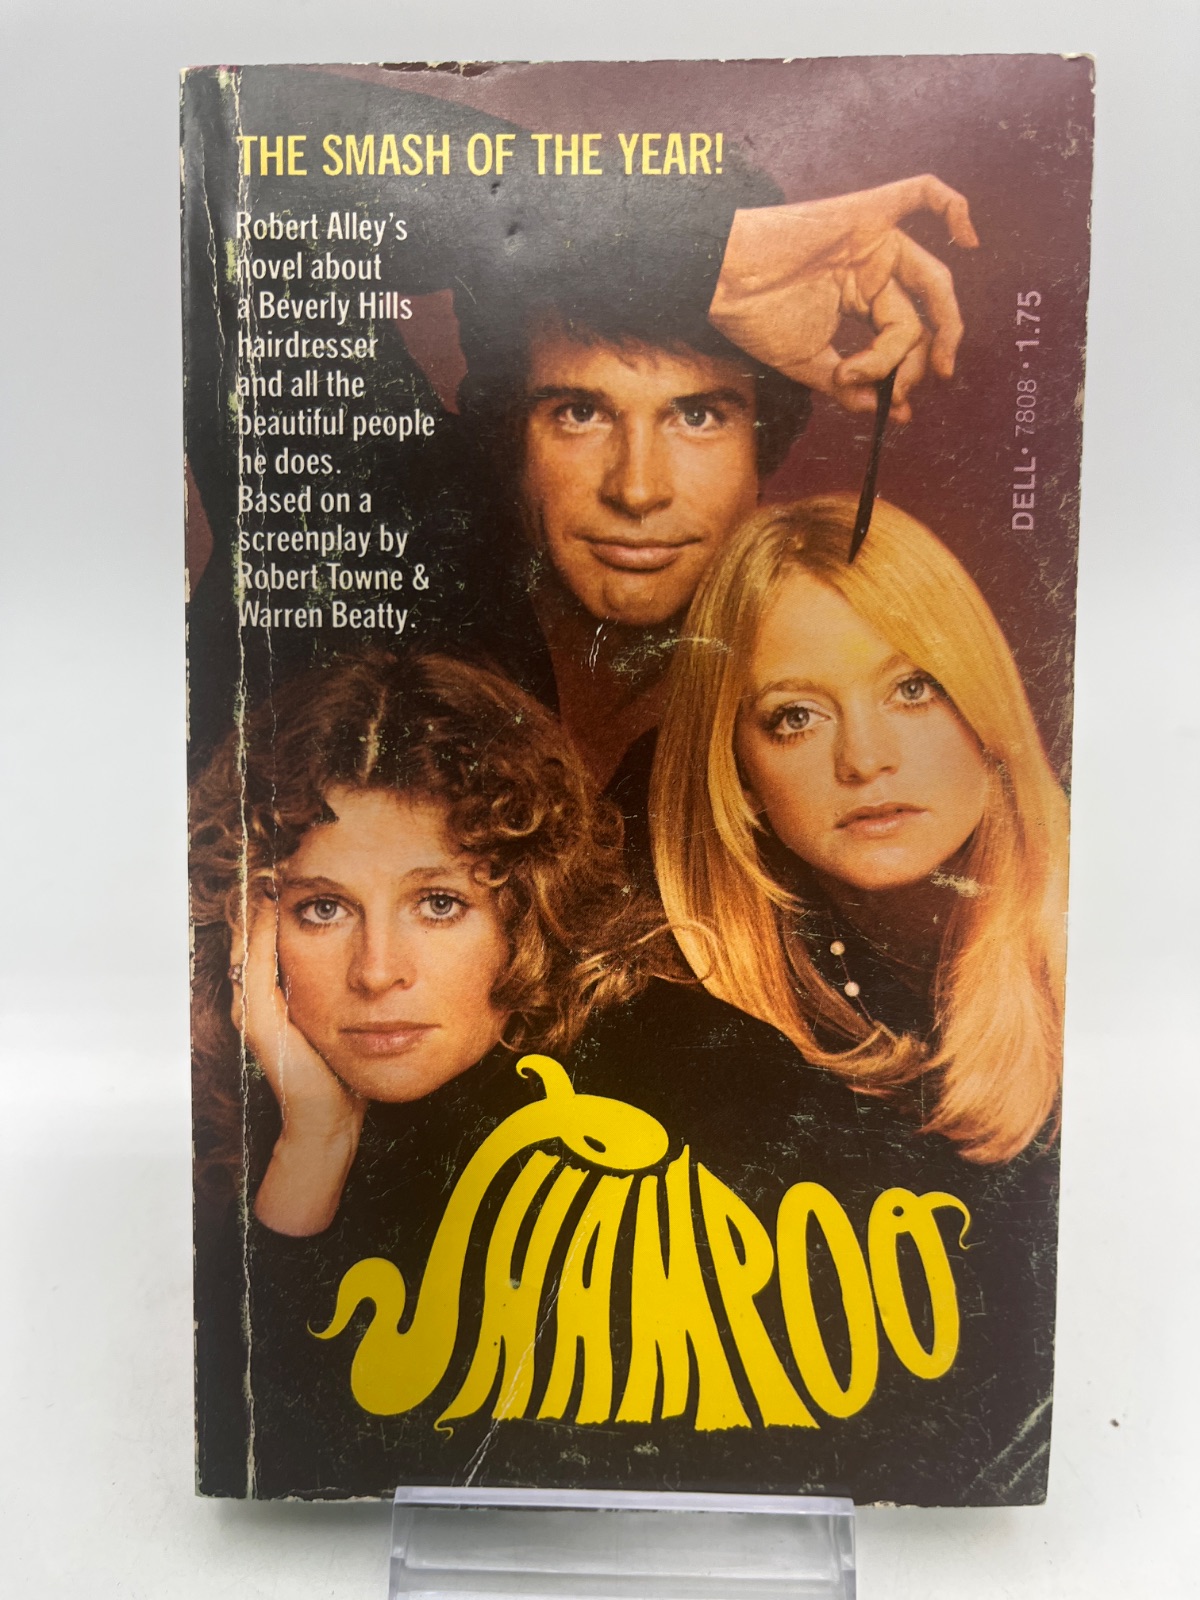 THE SMASH OF THE YEAR!
Robert Alley's
novel about
a Beverly Hills
hairdresser
and all the
beautiful people
he does.
Based on a
screenplay by
Robert Towne &
Warren Beatty.
DELL • 7808 • 1.75
SHAMPOO